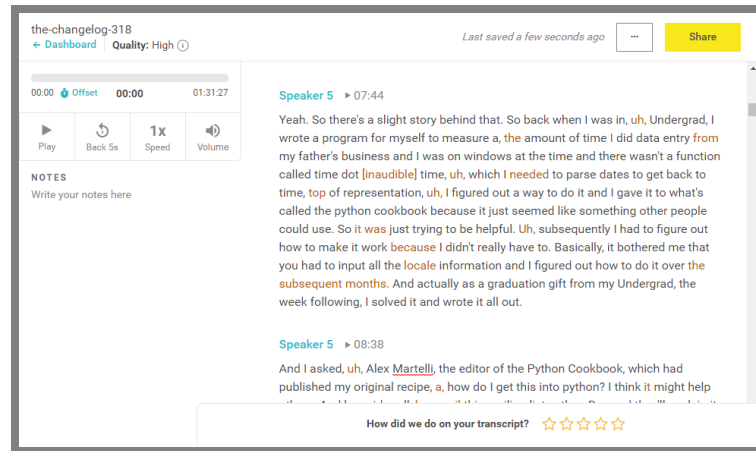 the-changelog-318
← Dashboard Quality: High
Last saved a few seconds ago
...
Share
00:00 Offset 00:00 01:31:27
Play
5
Back 5s
1x
Speed
Volume
NOTES
Write your notes here
Speaker 5 ▶ 07:44
Yeah. So there's a slight story behind that. So back when I was in, uh, Undergrad, I
wrote a program for myself to measure a, the amount of time I did data entry from
my father's business and I was on windows at the time and there wasn't a function
called time dot [inaudible] time, uh, which I needed to parse dates to get back to
time, top of representation, uh, I figured out a way to do it and I gave it to what's
called the python cookbook because it just seemed like something other people
could use. So it was just trying to be helpful. Uh, subsequently I had to figure out
how to make it work because I didn't really have to. Basically, it bothered me that
you had to input all the locale information and I figured out how to do it over the
subsequent months. And actually as a graduation gift from my Undergrad, the
week following, I solved it and wrote it all out.
Speaker 5 ▶ 08:38
And I asked, uh, Alex Martelli, the editor of the Python Cookbook, which had
published my original recipe, a, how do I get this into python? I think it might help
How did we do on your transcript?